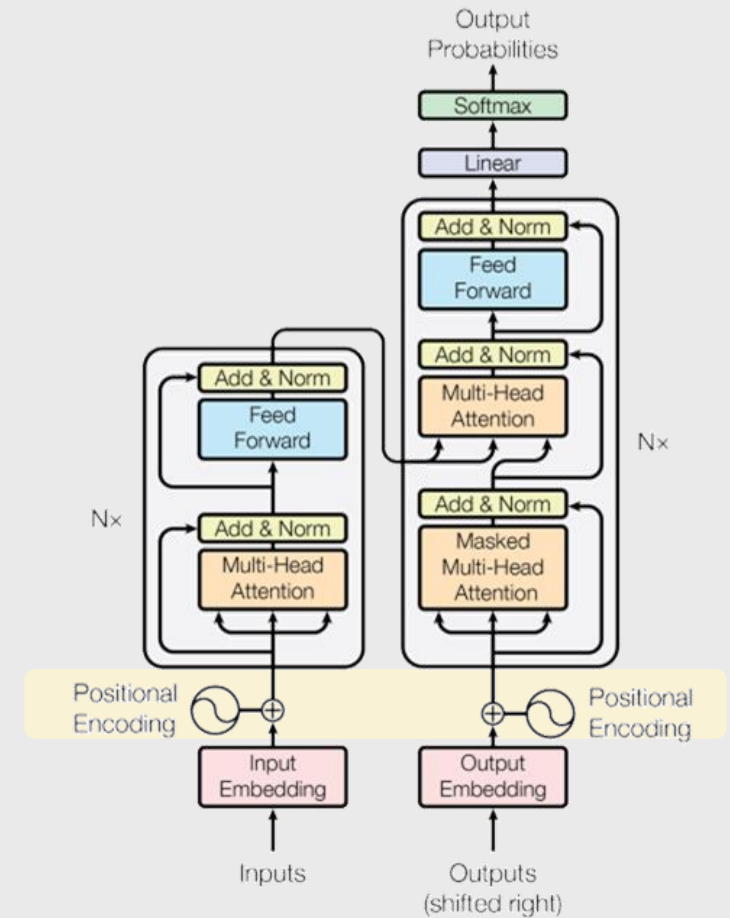 Output
Probabilities
Softmax
Linear
Add & Norm
Feed
Forward
Add & Norm
Multi-Head
Attention
Nx
Add & Norm
Masked
Multi-Head
Attention
Add & Norm
Feed
Forward
Nx
Add & Norm
Multi-Head
Attention
Positional
Encoding
Positional
Encoding
Input
Embedding
Output
Embedding
Inputs
Outputs
(shifted right)